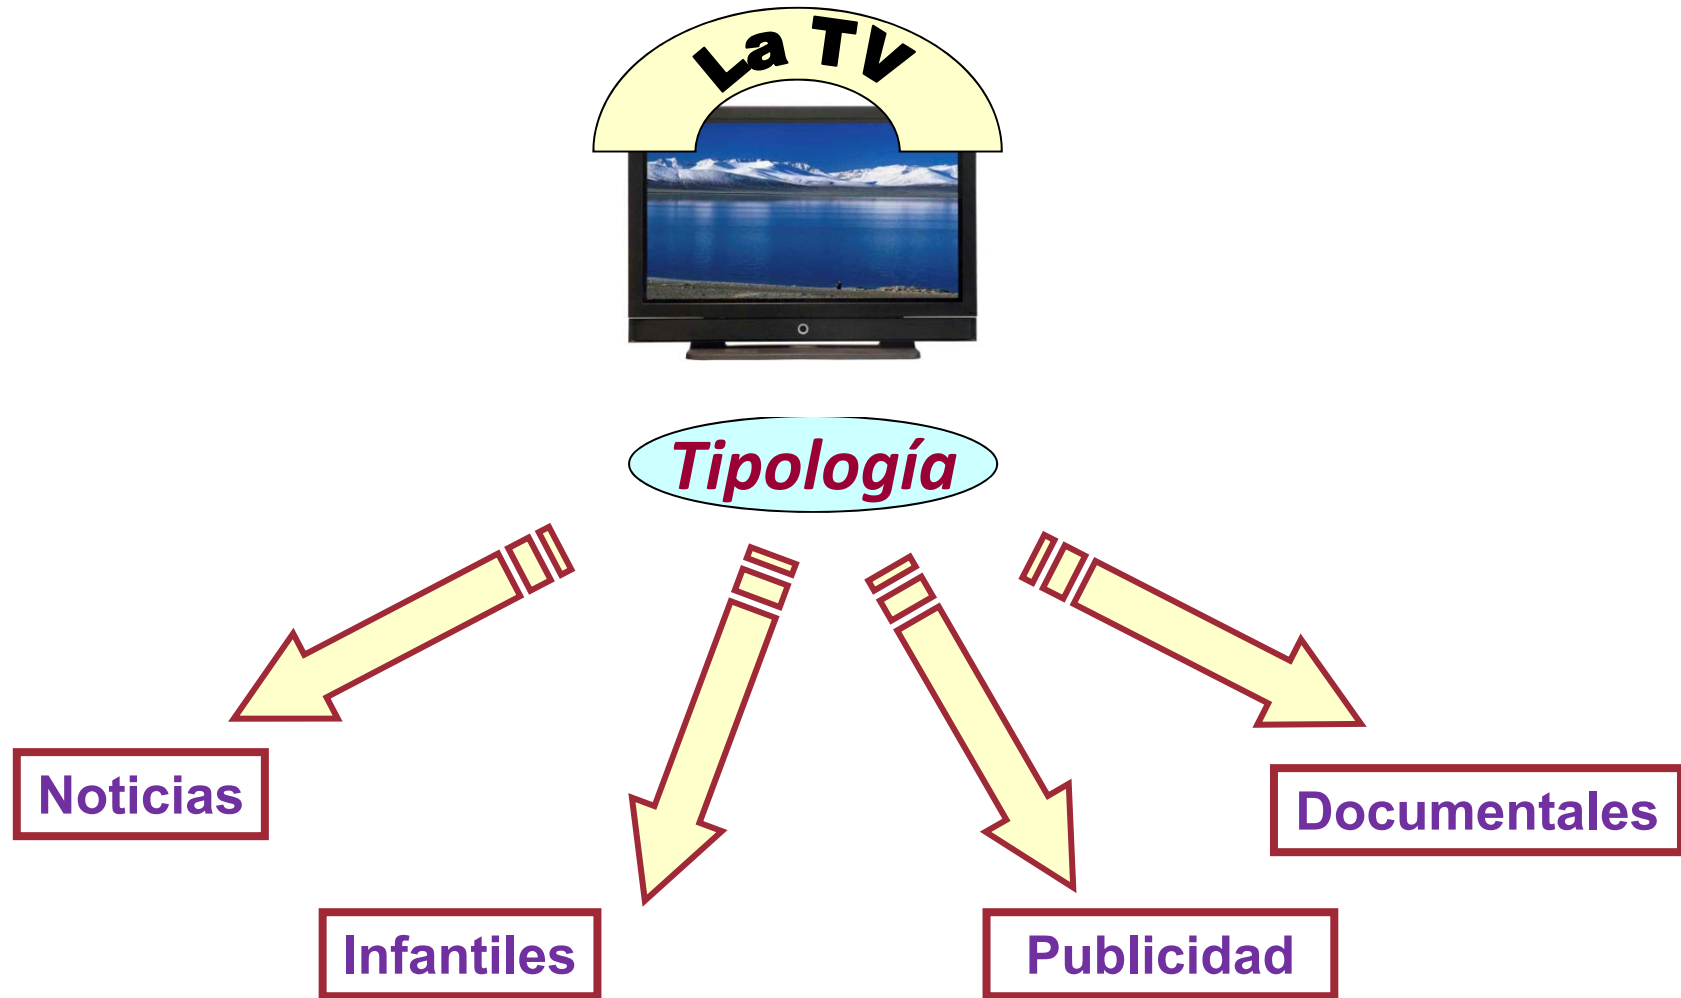 La TV
Tipología
Noticias
Documentales
Infantiles
Publicidad